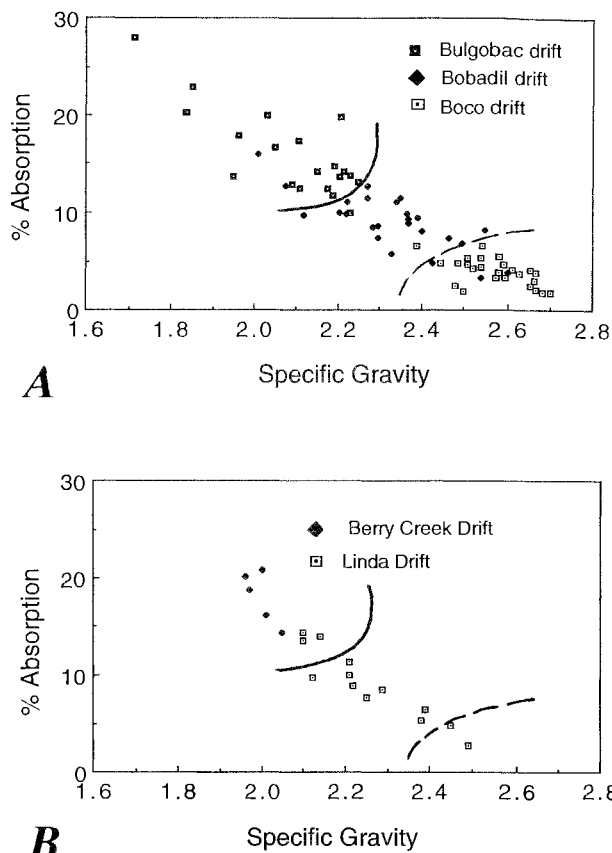 30
Bulgobac drift
Bobadil drift
Boco drift
20
10
0
% Absorption
1.6 1.8 2.0 2.2 2.4 2.6 2.8
Specific Gravity
A
30
Berry Creek Drift
Linda Drift
20
10
0
% Absorption
1.6 1.8 2.0 2.2 2.4 2.6 2.8
Specific Gravity
B